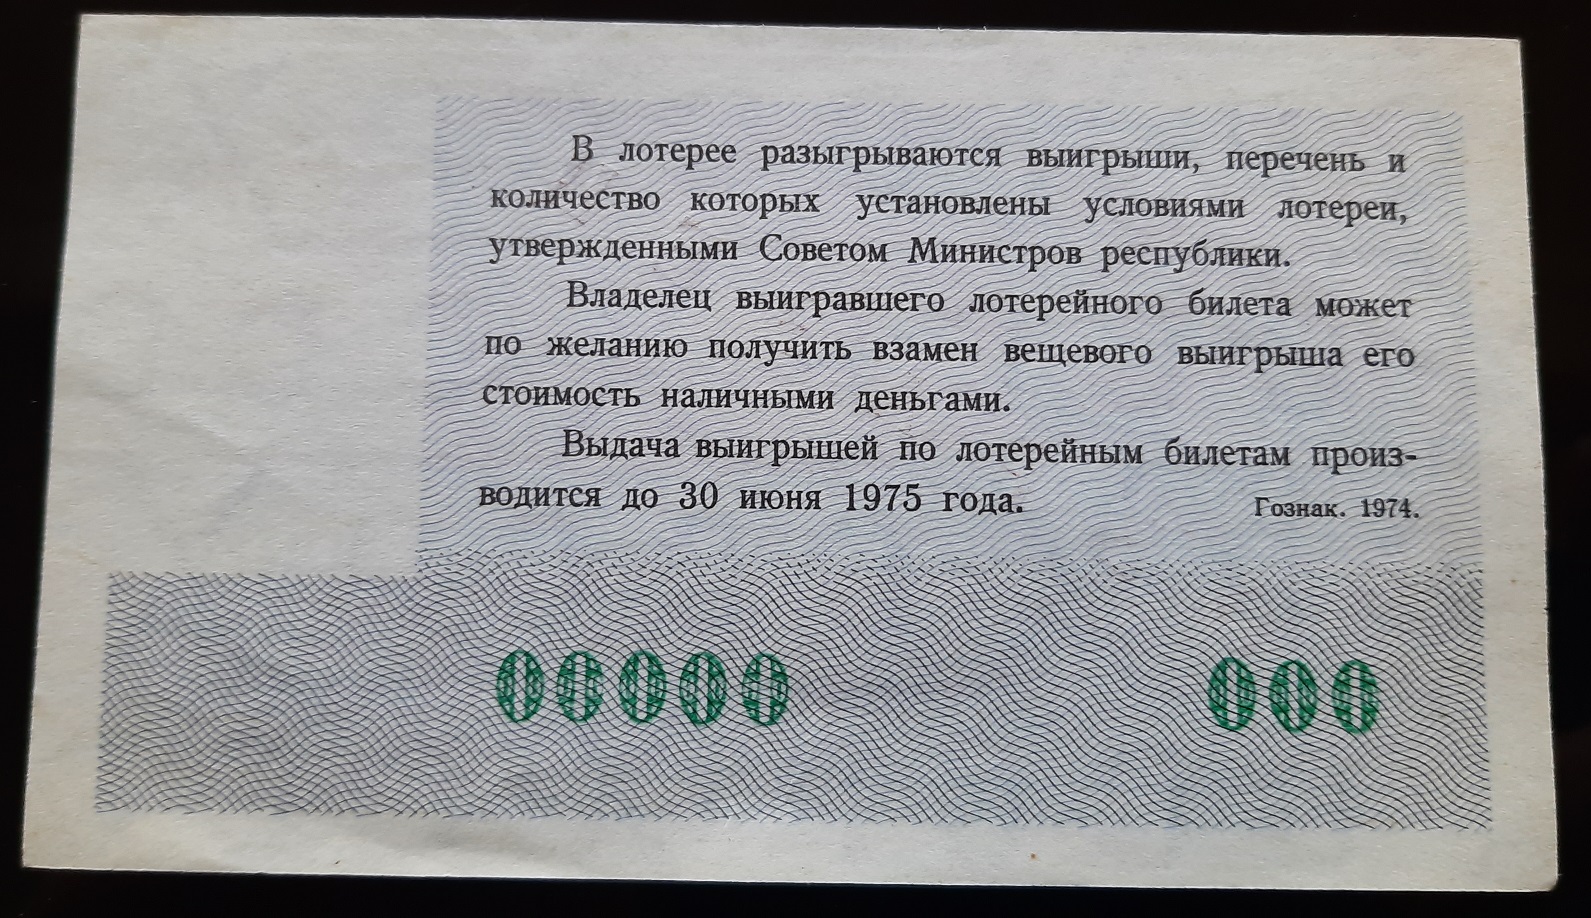 В лотерее разыгрываются выигрыши, перечень и
количество которых установлены условиями лотереи,
утвержденными Советом Министров республики.
Владелец выигравшего лотерейного билета может
по желанию получить взамен вещевого выигрыша его
стоимость наличными деньгами.
Выдача выигрышей по лотерейным билетам произ-
водится до 30 июня 1975 года.
Гознак. 1974.
00000 000